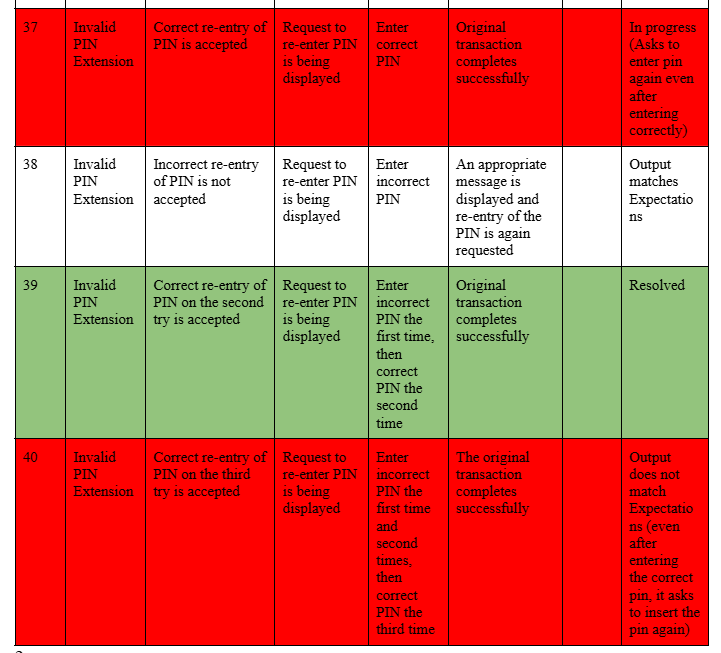 37
Invalid
PIN
Extension
Correct re-entry of
PIN is accepted
Request to
re-enter PIN
is being
displayed
Enter
correct
PIN
Original
transaction
completes
successfully
In progress
(Asks to
enter pin
again even
after
entering
correctly)
38
Invalid
PIN
Extension
Incorrect re-entry
of PIN is not
accepted
Request to
re-enter PIN
is being
displayed
Enter
incorrect
PIN
An appropriate
message is
displayed and
re-entry of the
PIN is again
requested
Output
matches
Expectatio
ns
39
Invalid
PIN
Extension
Correct re-entry of
PIN on the second
try is accepted
Request to
re-enter PIN
is being
displayed
Enter
incorrect
PIN the
first time,
then
correct
PIN the
second
time
Original
transaction
completes
successfully
Resolved
40
Invalid
PIN
Extension
Correct re-entry of
PIN on the third
try is accepted
Request to
re-enter PIN
is being
displayed
Enter
incorrect
PIN the
first time
and
second
times,
then
correct
PIN the
third time
The original
transaction
completes
successfully
Output
does not
match
Expectatio
ns (even
after
entering
the correct
pin, it asks
to insert the
pin again)